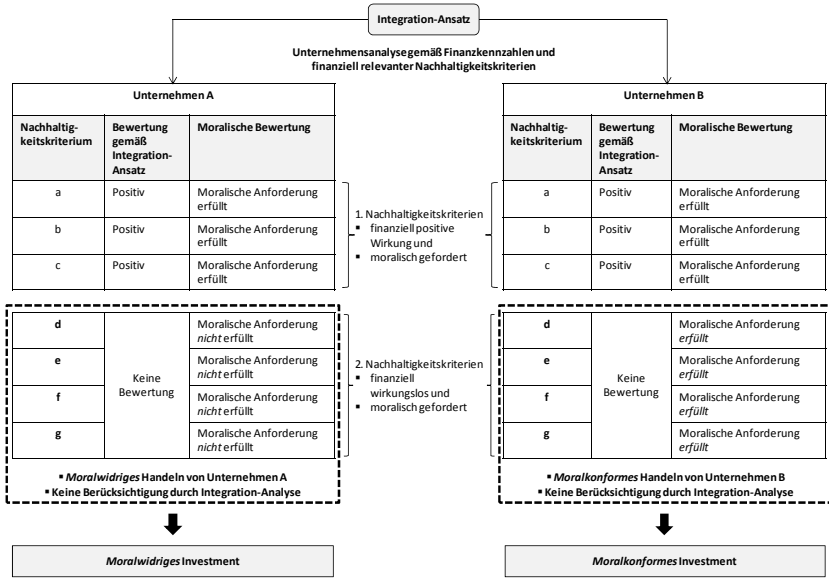 Integration-Ansatz
Unternehmensanalyse gemäß Finanzkennzahlen und
finanziell relevanter Nachhaltigkeitskriterien
Unternehmen A
Nachhaltig-
keitskriterium
Bewertung
gemäß
Integration-
Ansatz
Moralische Bewertung
a
Positiv
Moralische Anforderung
erfüllt
b
Positiv
Moralische Anforderung
erfüllt
c
Positiv
Moralische Anforderung
erfüllt
d
Moralische Anforderung
nicht erfüllt
e
Moralische Anforderung
nicht erfüllt
Keine
Bewertung
f
Moralische Anforderung
nicht erfüllt
g
Moralische Anforderung
nicht erfüllt
▪ Moralwidriges Handeln von Unternehmen A
▪ Keine Berücksichtigung durch Integration-Analyse
Moralwidriges Investment
1. Nachhaltigkeitskriterien
▪ finanziell positive
Wirkung und
▪ moralisch gefordert
2. Nachhaltigkeitskriterien
▪ finanziell
wirkungslos und
▪ moralisch gefordert
Unternehmen B
Nachhaltig-
keitskriterium
Bewertung
gemäß
Integration-
Ansatz
Moralische Bewertung
a
Positiv
Moralische Anforderung
erfüllt
b
Positiv
Moralische Anforderung
erfüllt
c
Positiv
Moralische Anforderung
erfüllt
d
Moralische Anforderung
erfüllt
e
Moralische Anforderung
erfüllt
Keine
Bewertung
f
Moralische Anforderung
erfüllt
g
Moralische Anforderung
erfüllt
▪ Moralkonformes Handeln von Unternehmen B
▪ Keine Berücksichtigung durch Integration-Analyse
Moralkonformes Investment